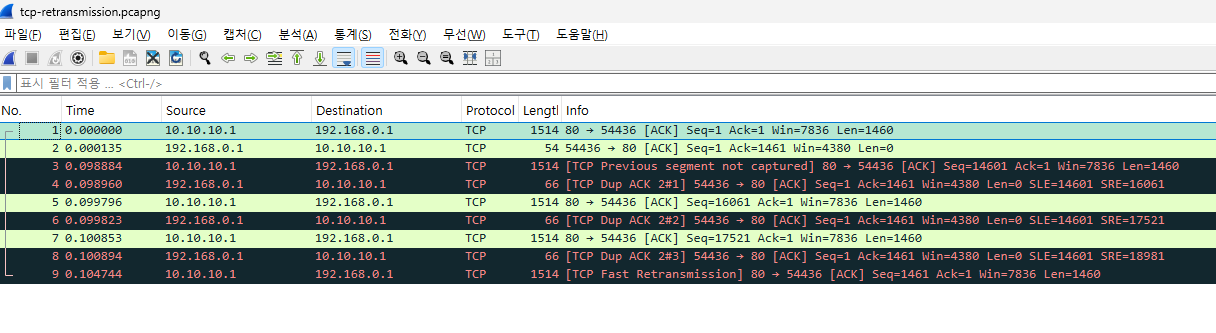 tcp-retransmission.pcapng
파일(F) 편집(E) 보기(V) 이동(G) 캡처(C) 분석(A) 통계(S) 전화(Y) 무선(W) 도구(T) 도움말(H)
표시 필터 적용 ... <Ctrl-/>
No. Time Source Destination Protocol Lengtl Info
1 0.000000 10.10.10.1 192.168.0.1 TCP 1514 80 → 54436 [ACK] Seq=1 Ack=1 Win=7836 Len=1460
2 0.000135 192.168.0.1 10.10.10.1 TCP 54 54436 → 80 [ACK] Seq=1 Ack=1461 Win=4380 Len=0
3 0.098884 10.10.10.1 192.168.0.1 TCP 1514 [TCP Previous segment not captured] 80 → 54436 [ACK] Seq=14601 Ack=1 Win=7836 Len=1460
4 0.098960 192.168.0.1 10.10.10.1 TCP 66 [TCP Dup ACK 2#1] 54436 → 80 [ACK] Seq=1 Ack=1461 Win=4380 Len=0 SLE=14601 SRE=16061
5 0.099796 10.10.10.1 192.168.0.1 TCP 1514 80 → 54436 [ACK] Seq=16061 Ack=1 Win=7836 Len=1460
6 0.099823 192.168.0.1 10.10.10.1 TCP 66 [TCP Dup ACK 2#2] 54436 → 80 [ACK] Seq=1 Ack=1461 Win=4380 Len=0 SLE=14601 SRE=17521
7 0.100853 10.10.10.1 192.168.0.1 TCP 1514 80 → 54436 [ACK] Seq=17521 Ack=1 Win=7836 Len=1460
8 0.100894 192.168.0.1 10.10.10.1 TCP 66 [TCP Dup ACK 2#3] 54436 → 80 [ACK] Seq=1 Ack=1461 Win=4380 Len=0 SLE=14601 SRE=18981
9 0.104744 10.10.10.1 192.168.0.1 TCP 1514 [TCP Fast Retransmission] 80 → 54436 [ACK] Seq=1461 Ack=1 Win=7836 Len=1460